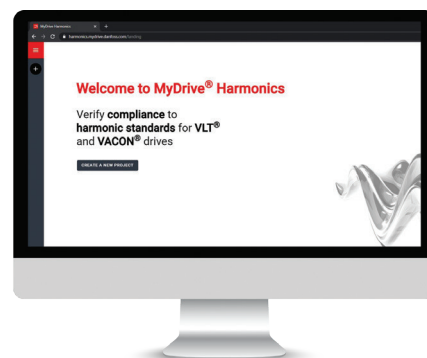 MyDrive Harmonics
harmonics.mydrive.danfoss.com/landing
Welcome to MyDrive® Harmonics
Verify compliance to
harmonic standards for VLT®
and VACON® drives
CREATE A NEW PROJECT